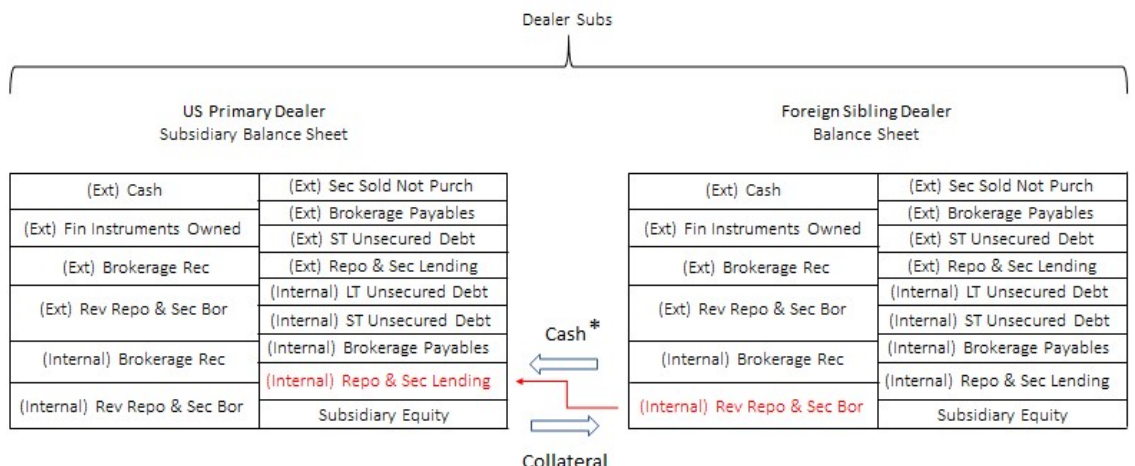 Dealer Subs
US Primary Dealer
Subsidiary Balance Sheet
(Ext) Cash
(Ext) Fin Instruments Owned
(Ext) Brokerage Rec
(Ext) Rev Repo & Sec Bor
(Internal) Brokerage Rec
(Internal) Rev Repo & Sec Bor
(Ext) Sec Sold Not Purch
(Ext) Brokerage Payables
(Ext) ST Unsecured Debt
(Ext) Repo & Sec Lending
(Internal) LT Unsecured Debt
(Internal) ST Unsecured Debt
(Internal) Brokerage Payables
(Internal) Repo & Sec Lending
Subsidiary Equity
Cash*
Collateral
Foreign Sibling Dealer
Balance Sheet
(Ext) Cash
(Ext) Fin Instruments Owned
(Ext) Brokerage Rec
(Ext) Rev Repo & Sec Bor
(Internal) Brokerage Rec
(Internal) Rev Repo & Sec Bor
(Ext) Sec Sold Not Purch
(Ext) Brokerage Payables
(Ext) ST Unsecured Debt
(Ext) Repo & Sec Lending
(Internal) LT Unsecured Debt
(Internal) ST Unsecured Debt
(Internal) Brokerage Payables
(Internal) Repo & Sec Lending
Subsidiary Equity